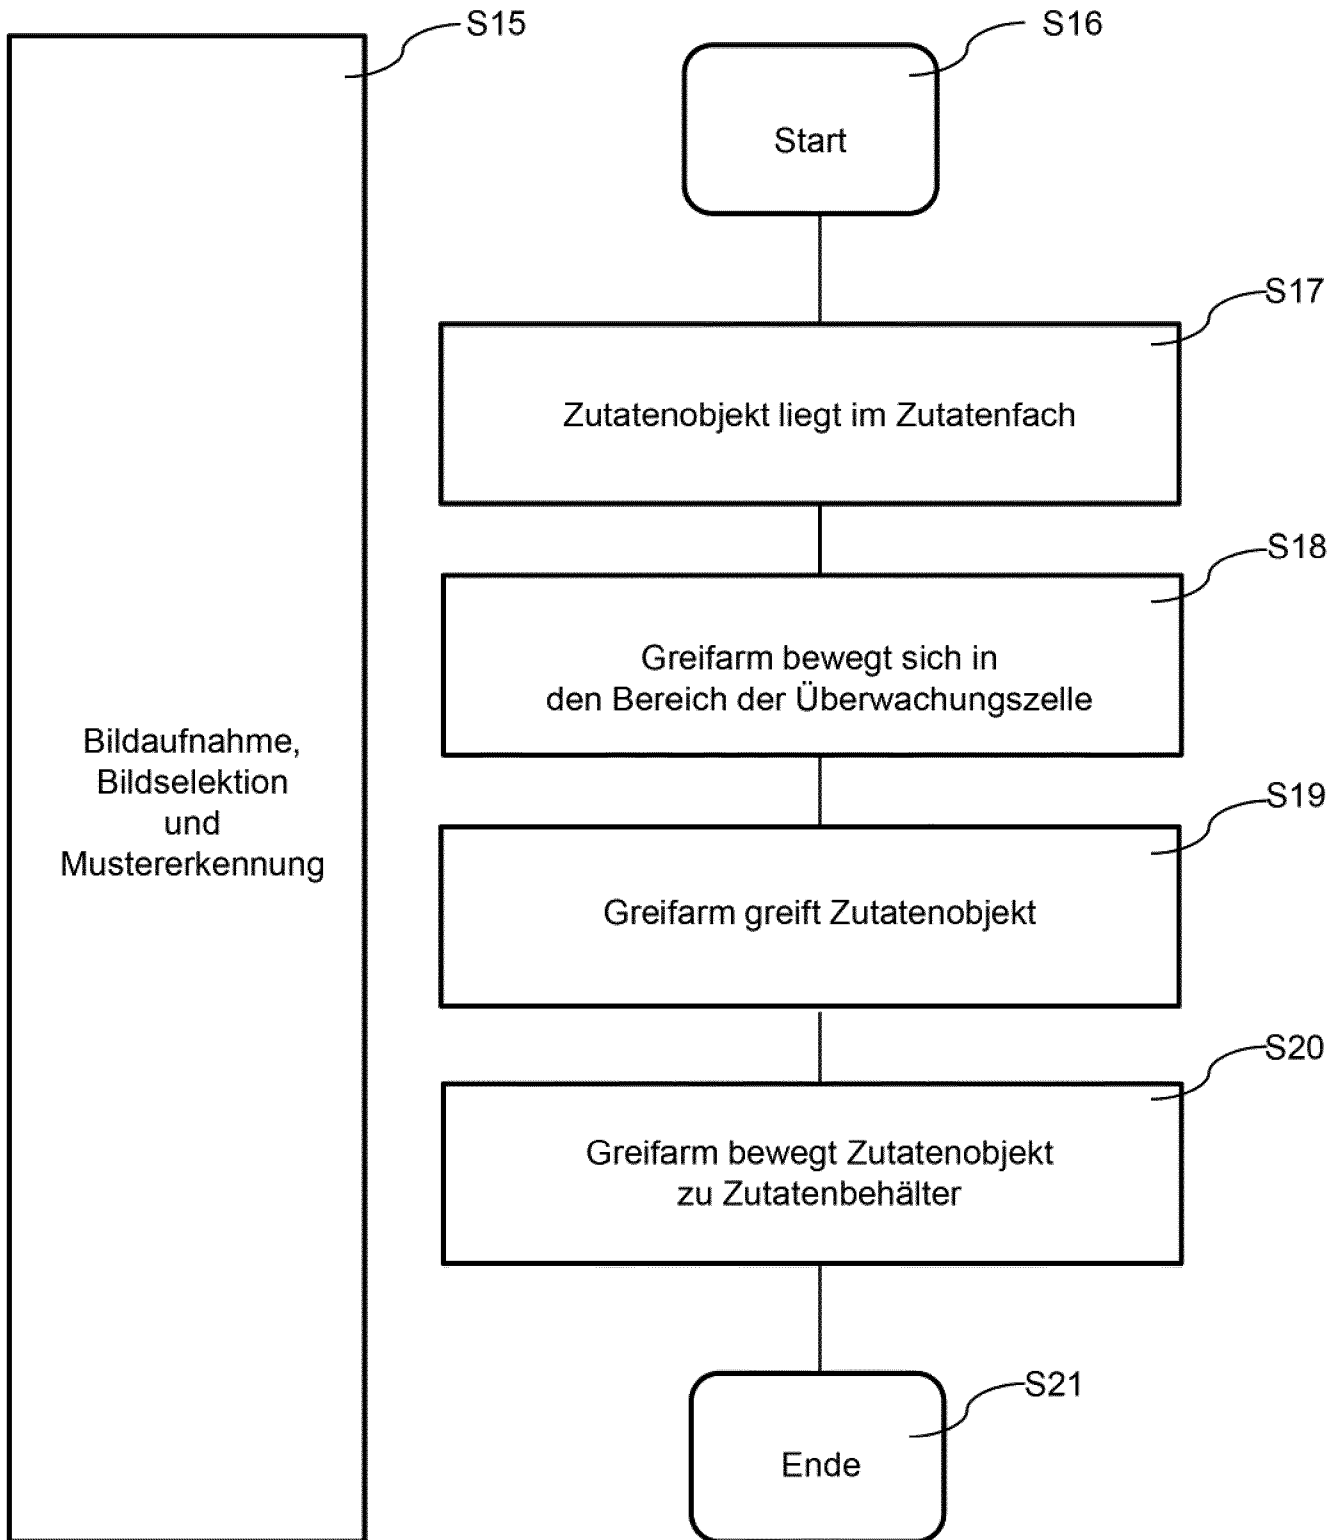 S15
Bildaufnahme,
Bildselektion
und
Mustererkennung
S16
Start
S17
Zutatenobjekt liegt im Zutatenfach
S18
Greifarm bewegt sich in
den Bereich der Überwachungszelle
S19
Greifarm greift Zutatenobjekt
S20
Greifarm bewegt Zutatenobjekt
zu Zutatenbehälter
S21
Ende